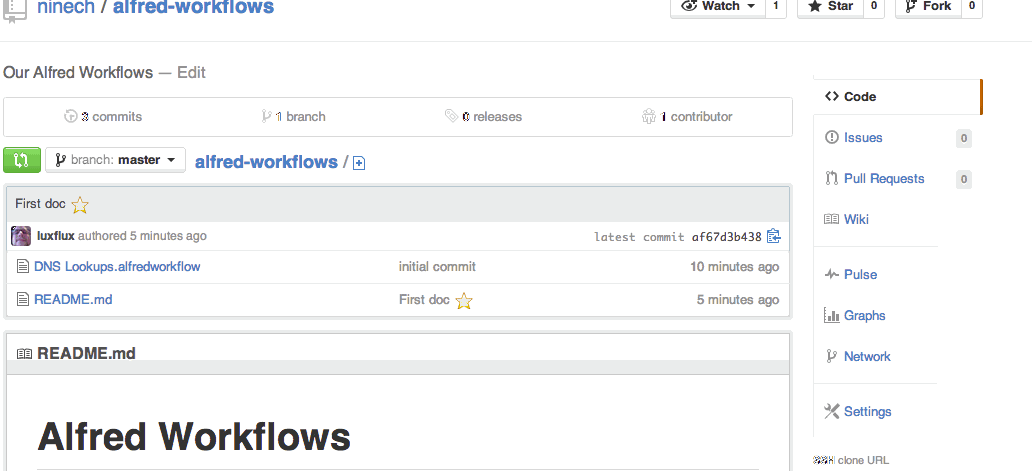 ninech / alfred-workflows
Watch 1 Star 0 Fork 0
Our Alfred Workflows — Edit
3 commits 1 branch 0 releases 1 contributor
branch: master alfred-workflows /
First doc
luxflux authored 5 minutes ago latest commit af67d3b438
DNS Lookups.alfredworkflow initial commit 10 minutes ago
README.md First doc 5 minutes ago
README.md
Alfred Workflows
Code
Issues 0
Pull Requests 0
Wiki
Pulse
Graphs
Network
Settings
clone URL